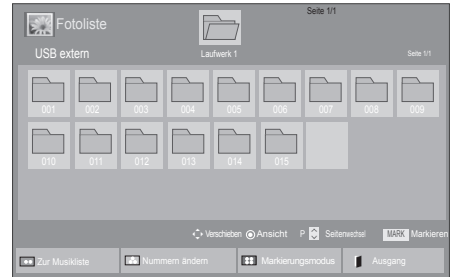 Seite 1/1
Fotoliste
USB extern
Laufwerk 1
Seite 1/1
001 002 003 004 005 006 007 008 009
010 011 012 013 014 015
Verschieben Ansicht P Seitenwechsel MARK Markieren
Zur Musikliste Nummern ändern Markierungsmodus Ausgang